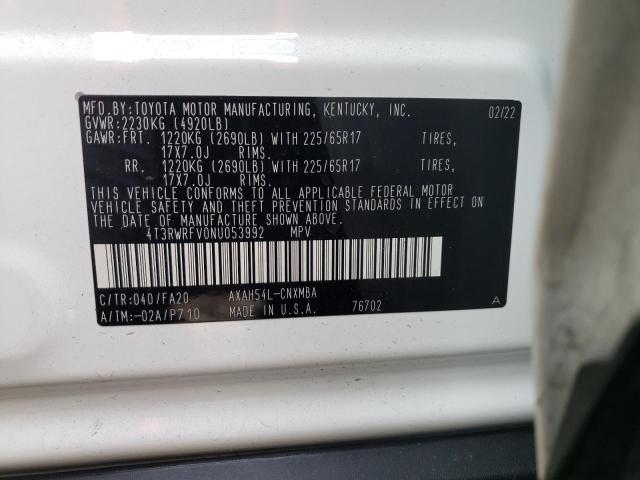 MFD. BY: TOYOTA MOTOR MANUFACTURING, KENTUCKY, INC. 02/22
GVWR: 2230KG (4920LB)
GAWR: FRT. 1220KG (2690LB) WITH 225/65R17 TIRES,
17X7.0J RIMS.
RR. 1220KG (2690LB) WITH 225/65R17 TIRES,
17X7.0J RIMS.
THIS VEHICLE CONFORMS TO ALL APPLICABLE FEDERAL MOTOR
VEHICLE SAFETY AND THEFT PREVENTION STANDARDS IN EFFECT ON
THE DATE OF MANUFACTURE SHOWN ABOVE.
4T3RWRFV0NU053992 MPV
C/TR: 040/FA20 AXAH54L-CNXMBA
A/TM: -02A/P710 MADE IN U.S.A. 76702 A